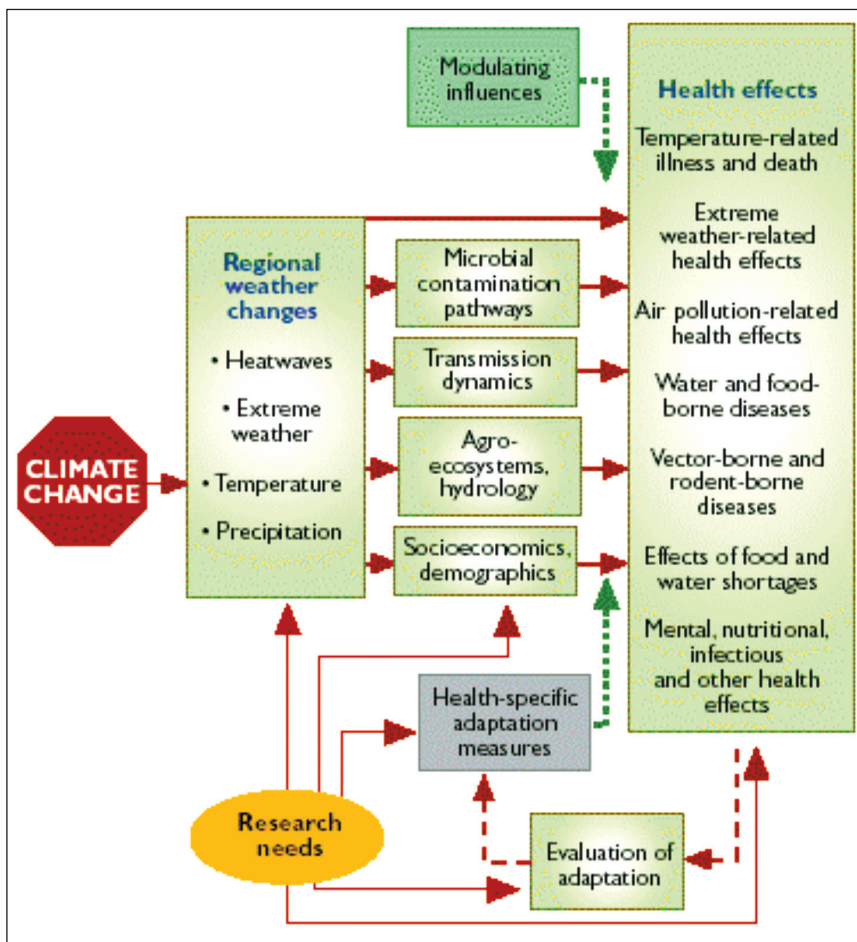 Modulating
influences
Health effects
Temperature-related
illness and death
Extreme
weather-related
health effects
Air pollution-related
health effects
Water and food-
borne diseases
Vector-borne and
rodent-borne
diseases
Effects of food and
water shortages
Mental, nutritional,
infectious
and other health
effects
Regional
weather
changes
• Heatwaves
• Extreme
weather
• Temperature
• Precipitation
Microbial
contamination
pathways
Transmission
dynamics
Agro-
ecosystems,
hydrology
Socioeconomics,
demographics
CLIMATE
CHANGE
Health-specific
adaptation
measures
Research
needs
Evaluation of
adaptation